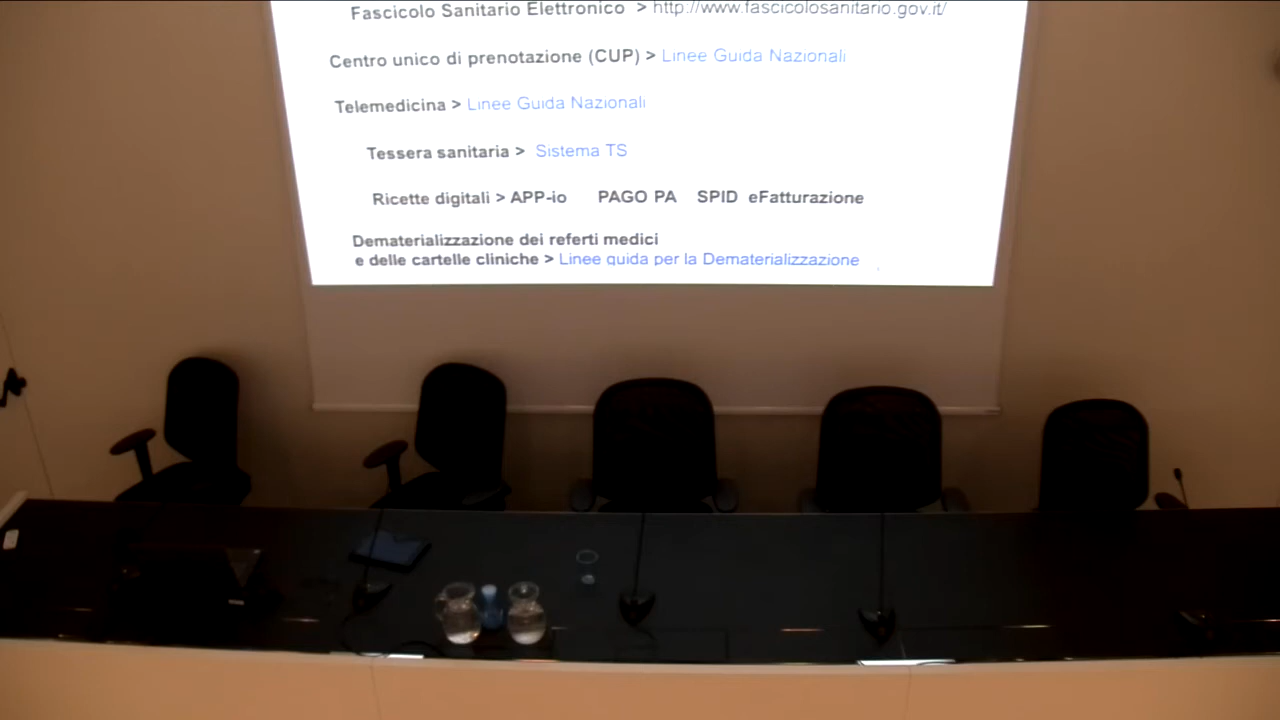 Fascicolo Sanitario Elettronico > http://www.fascicolosanitario.gov.it/
Centro unico di prenotazione (CUP) > Linee Guida Nazionali
Telemedicina > Linee Guida Nazionali
Tessera sanitaria > Sistema TS
Ricette digitali > APP-io PAGO PA SPID eFatturazione
Dematerializzazione dei referti medici
e delle cartelle cliniche > Linee guida per la Dematerializzazione